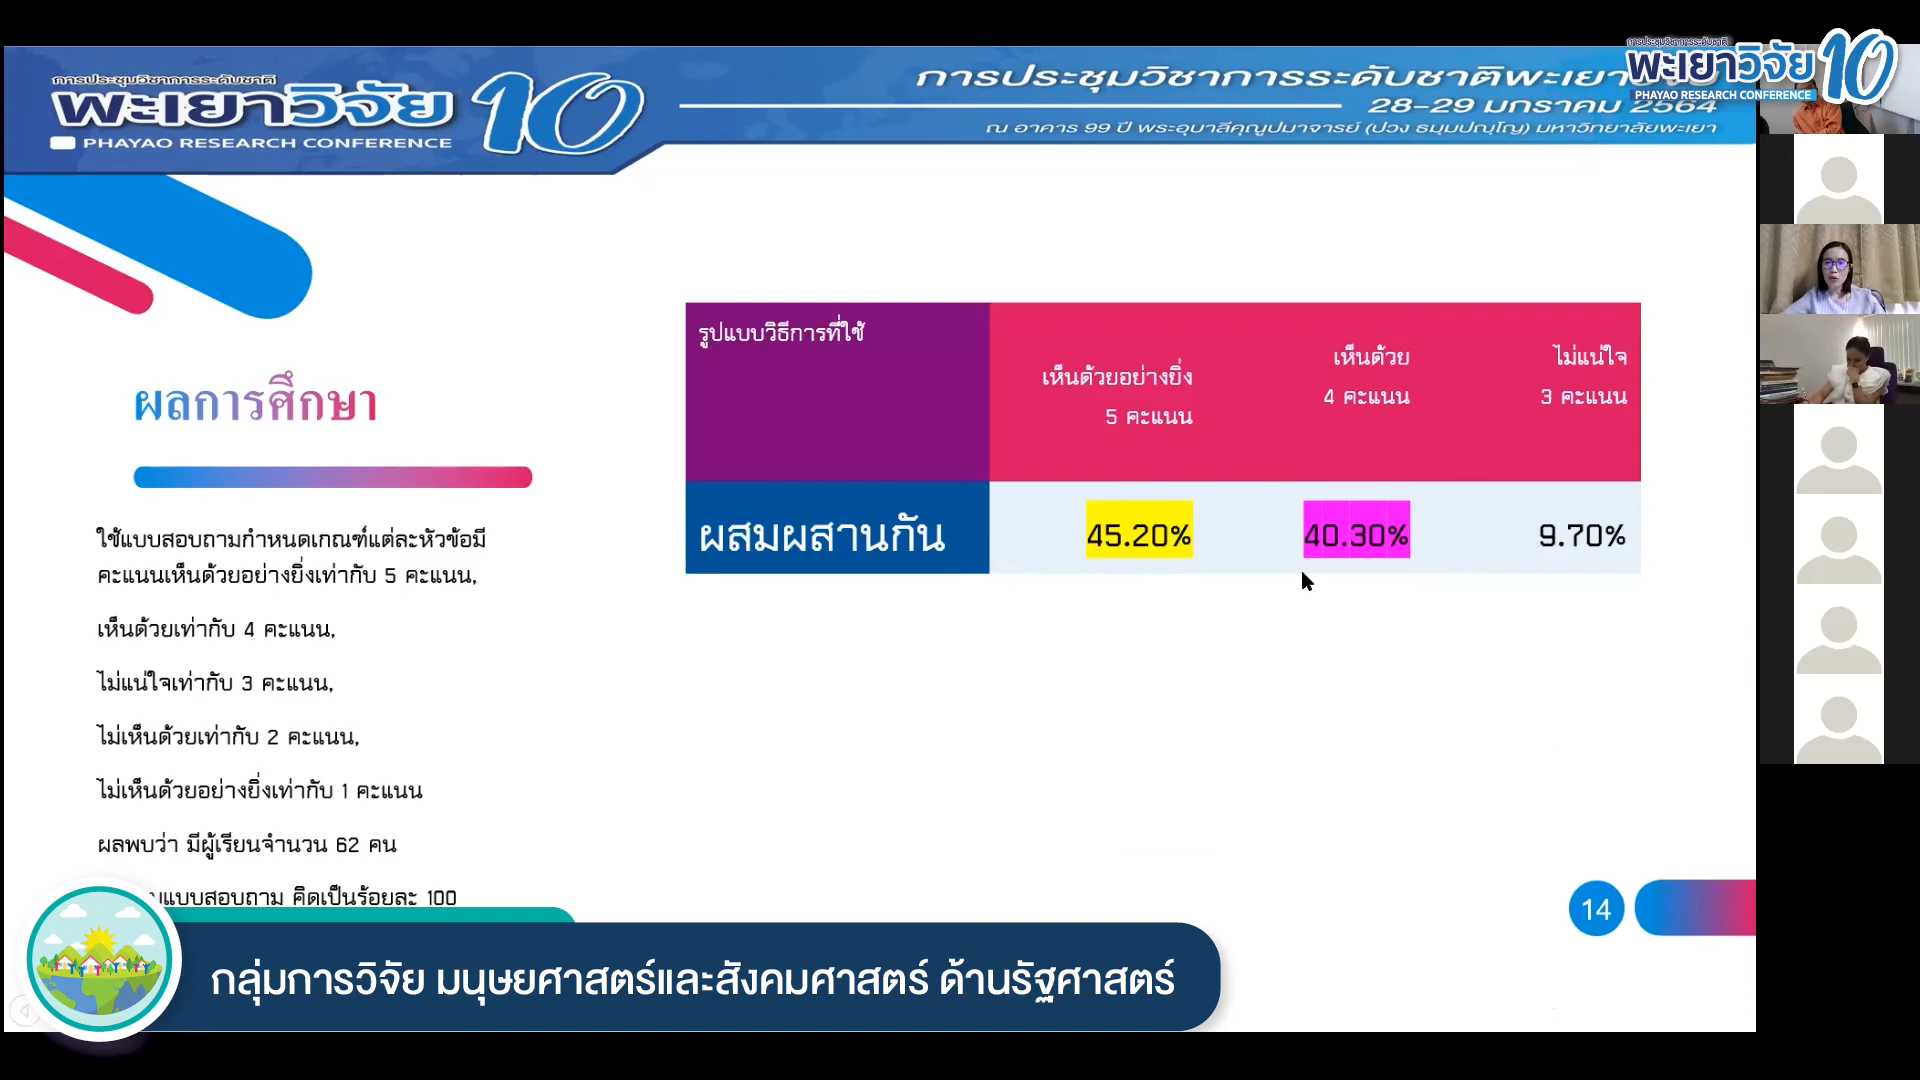 การประชุมวิชาการระดับชาติ
พะเยาวิจัย 10
PHAYAO RESEARCH CONFERENCE
การประชุมวิชาการระดับชาติพะเยา
28-29 มกราคม 2564
ณ อาคาร 99 ปี พระอุบาลีคุณูปมาจารย์ (ปวง ธมฺมปญฺโญ) มหาวิทยาลัยพะเยา
การประชุมวิชาการระดับชาติ
พะเยาวิจัย 10
PHAYAO RESEARCH CONFERENCE
ผลการศึกษา
ใช้แบบสอบถามกำหนดเกณฑ์แต่ละหัวข้อมี
คะแนนเห็นด้วยอย่างยิ่งเท่ากับ 5 คะแนน,
เห็นด้วยเท่ากับ 4 คะแนน,
ไม่แน่ใจเท่ากับ 3 คะแนน,
ไม่เห็นด้วยเท่ากับ 2 คะแนน,
ไม่เห็นด้วยอย่างยิ่งเท่ากับ 1 คะแนน
ผลพบว่า มีผู้เรียนจำนวน 62 คน
แบบสอบถาม คิดเป็นร้อยละ 100
รูปแบบวิธีการที่ใช้
เห็นด้วยอย่างยิ่ง
5 คะแนน
เห็นด้วย
4 คะแนน
ไม่แน่ใจ
3 คะแนน
ผสมผสานกัน 45.20% 40.30% 9.70%
14
กลุ่มการวิจัย มนุษยศาสตร์และสังคมศาสตร์ ด้านรัฐศาสตร์